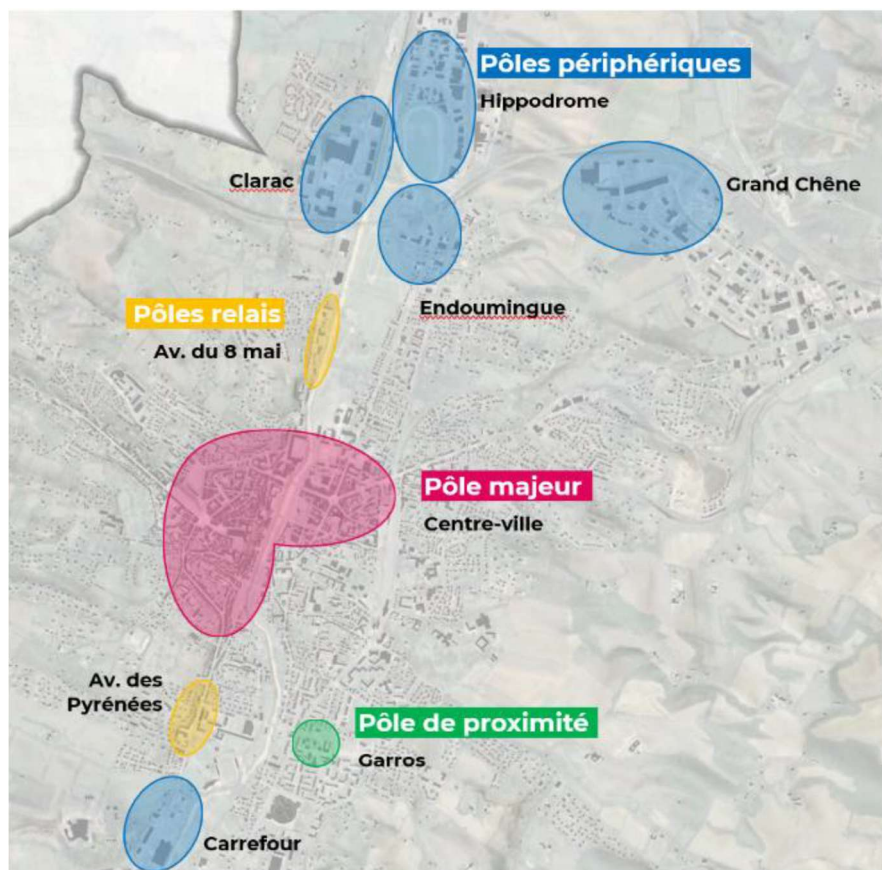 Pôles périphériques
Hippodrome
Clarac
Grand Chêne
Endoumingue
Pôles relais
Av. du 8 mai
Pôle majeur
Centre-ville
Av. des
Pyrénées
Pôle de proximité
Garros
Carrefour